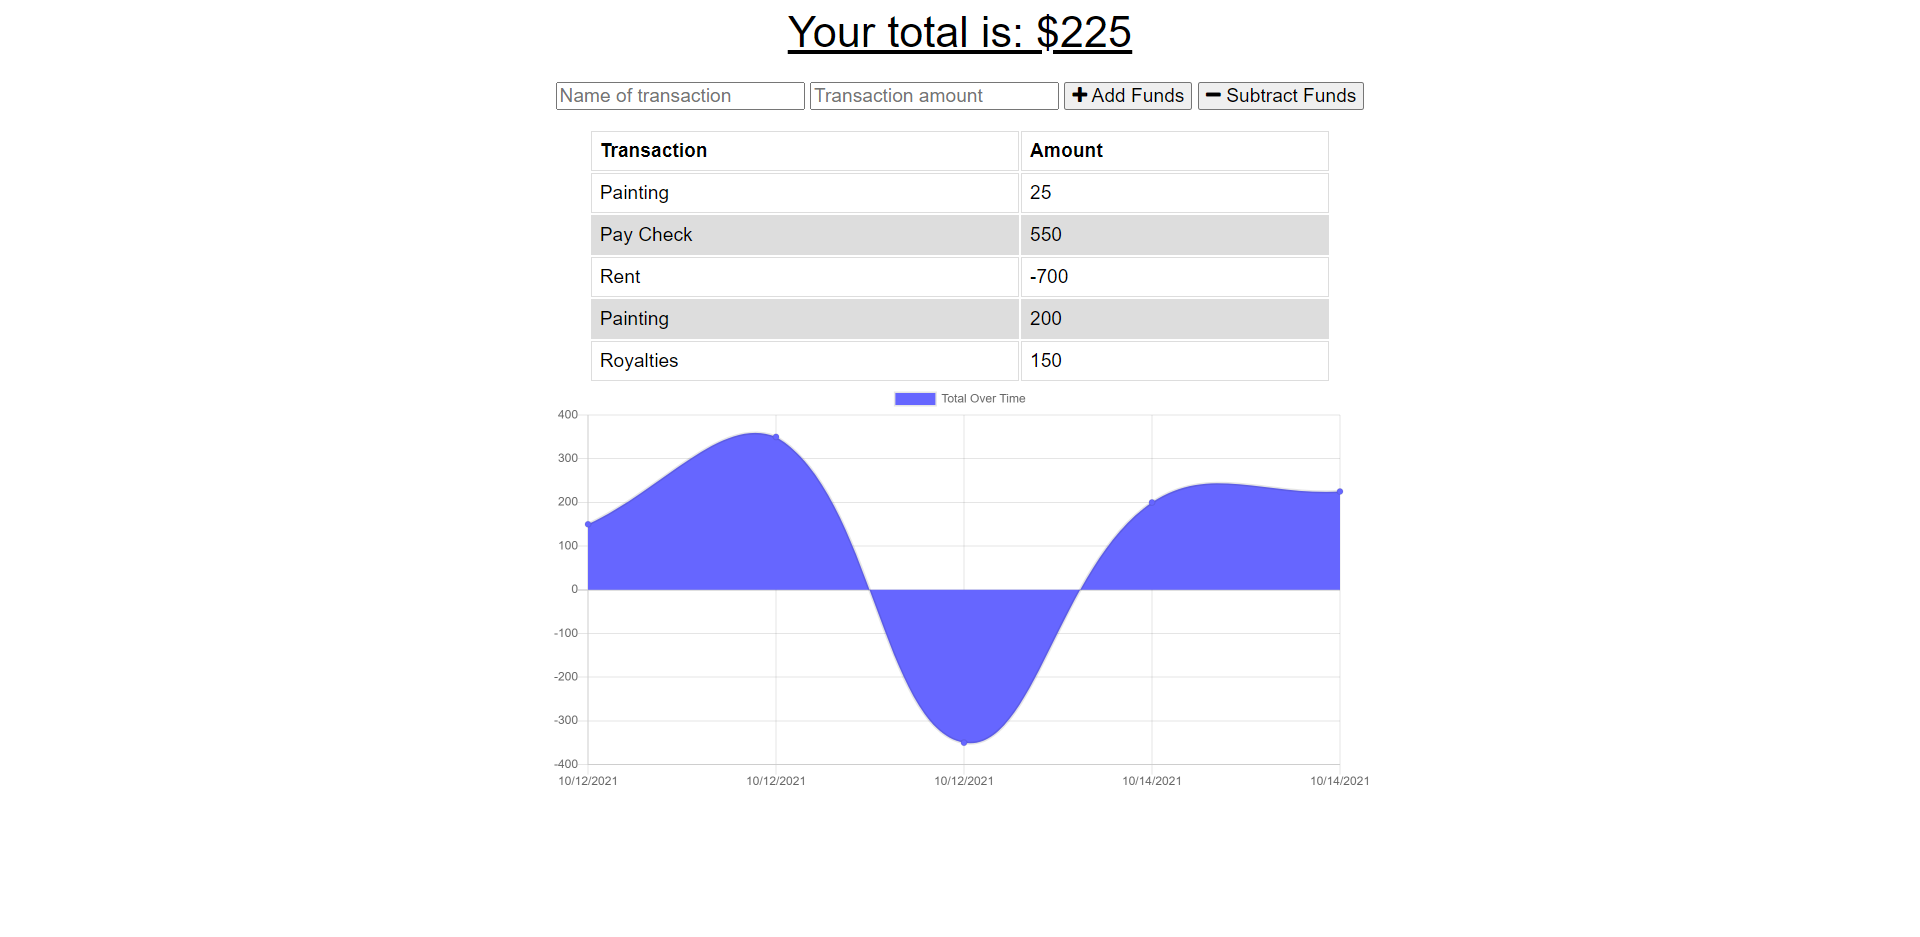 Your total is: $225
Name of transaction Transaction amount Add Funds Subtract Funds
Transaction Amount
Painting 25
Pay Check 550
Rent -700
Painting 200
Royalties 150
Total Over Time
400
300
200
100
0
-100
-200
-300
-400
10/12/2021 10/12/2021 10/12/2021 10/14/2021 10/14/2021